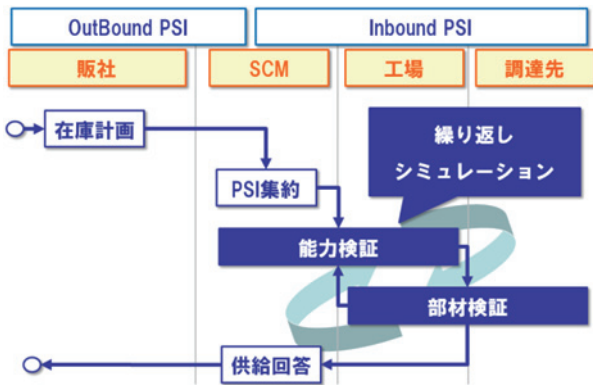 OutBound PSI
Inbound PSI
販社
SCM
工場
調達先
在庫計画
繰り返し
シミュレーション
PSI集約
能力検証
部材検証
供給回答